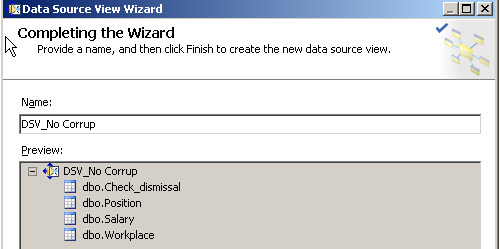 Data Source View Wizard
Completing the Wizard
Provide a name, and then click Finish to create the new data source view.
Name:
DSV_No Corrup
Preview:
DSV_No Corrup
dbo.Check_dismissal
dbo.Position
dbo.Salary
dbo.Workplace